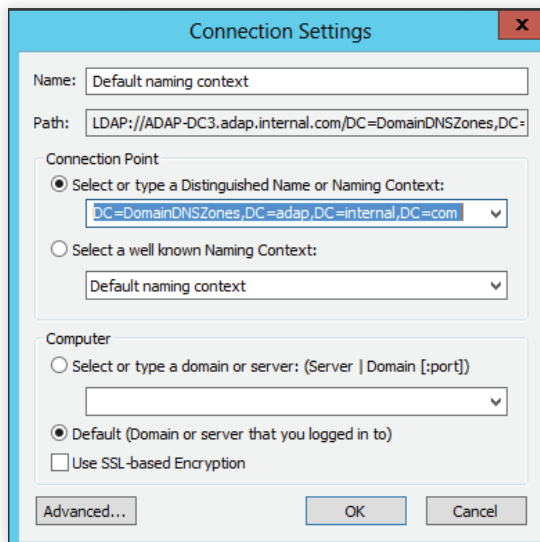 Connection Settings
x
Name: Default naming context
Path: LDAP://ADAP-DC3.adap.internal.com/DC=DomainDNSZones,DC=
Connection Point
Select or type a Distinguished Name or Naming Context:
DC=DomainDNSZones,DC=adap,DC=internal,DC=com
Select a well known Naming Context:
Default naming context
Computer
Select or type a domain or server: (Server | Domain [:port])
Default (Domain or server that you logged in to)
Use SSL-based Encryption
Advanced... OK Cancel